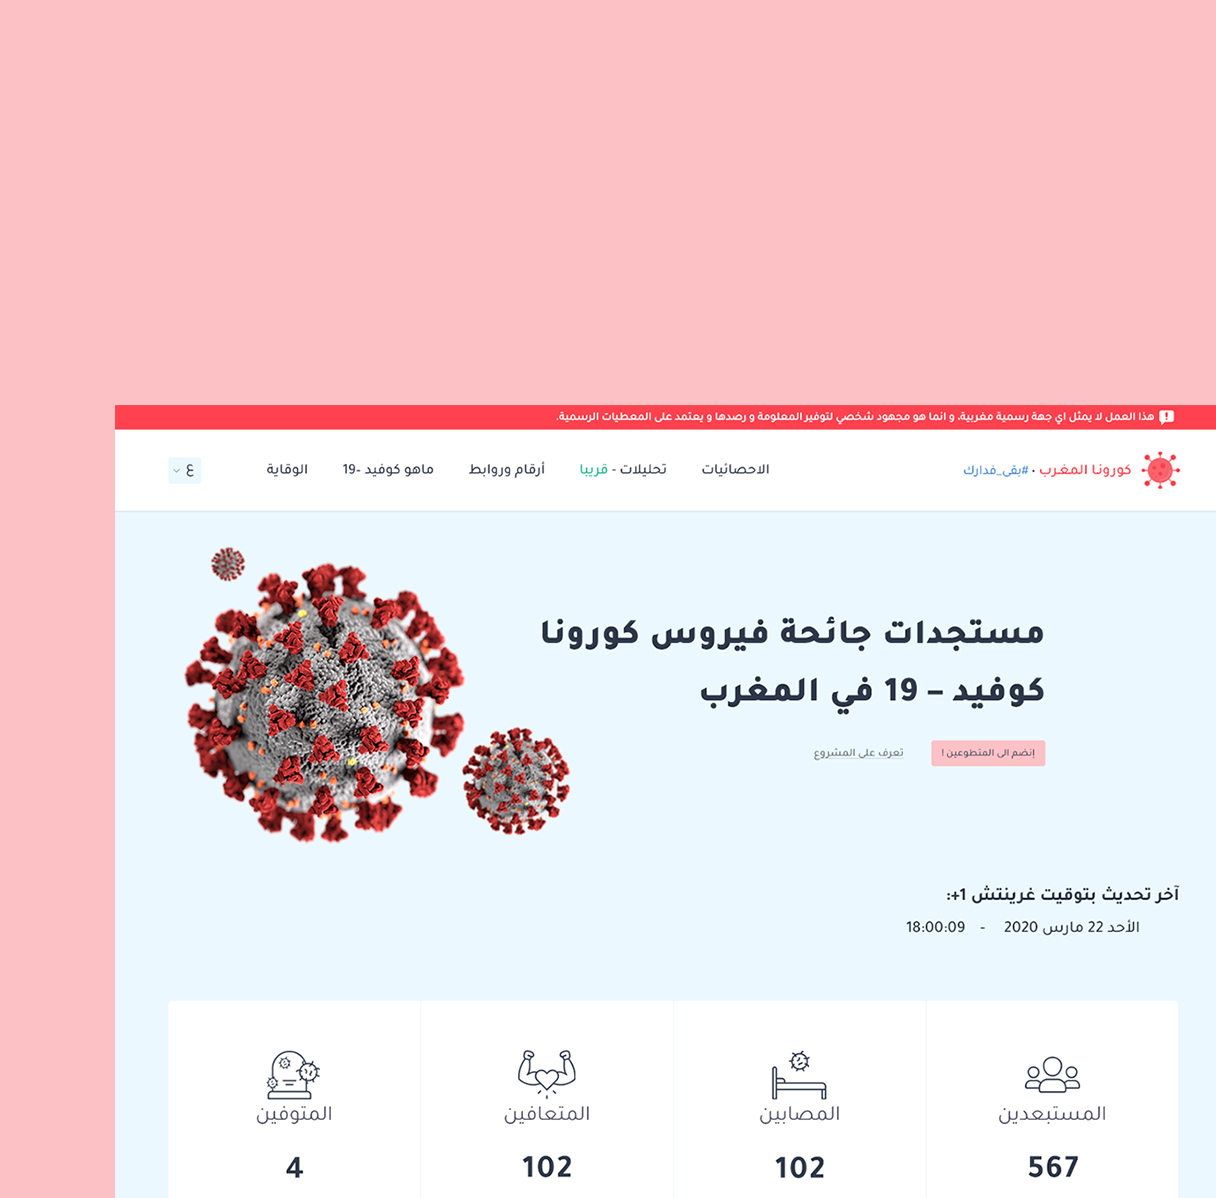 هذا العمل لا يمثل اي جهة رسمية مغربية، و انما هو مجهود شخصي لتوفير المعلومة و رصدها و يعتمد على المعطيات الرسمية.
كورونا المغرب · #بقى_فدارك
الاحصائيات
تحليلات - قريبا
أرقام وروابط
ماهو كوفيد -19
الوقاية
ع
مستجدات جائحة فيروس كورونا
كوفيد – 19 في المغرب
إنضم الى المتطوعين !
تعرف على المشروع
آخر تحديث بتوقيت غرينتش 1+:
الأحد 22 مارس 2020 - 18:00:09
المستبعدين
567
المصابين
102
المتعافين
102
المتوفين
4